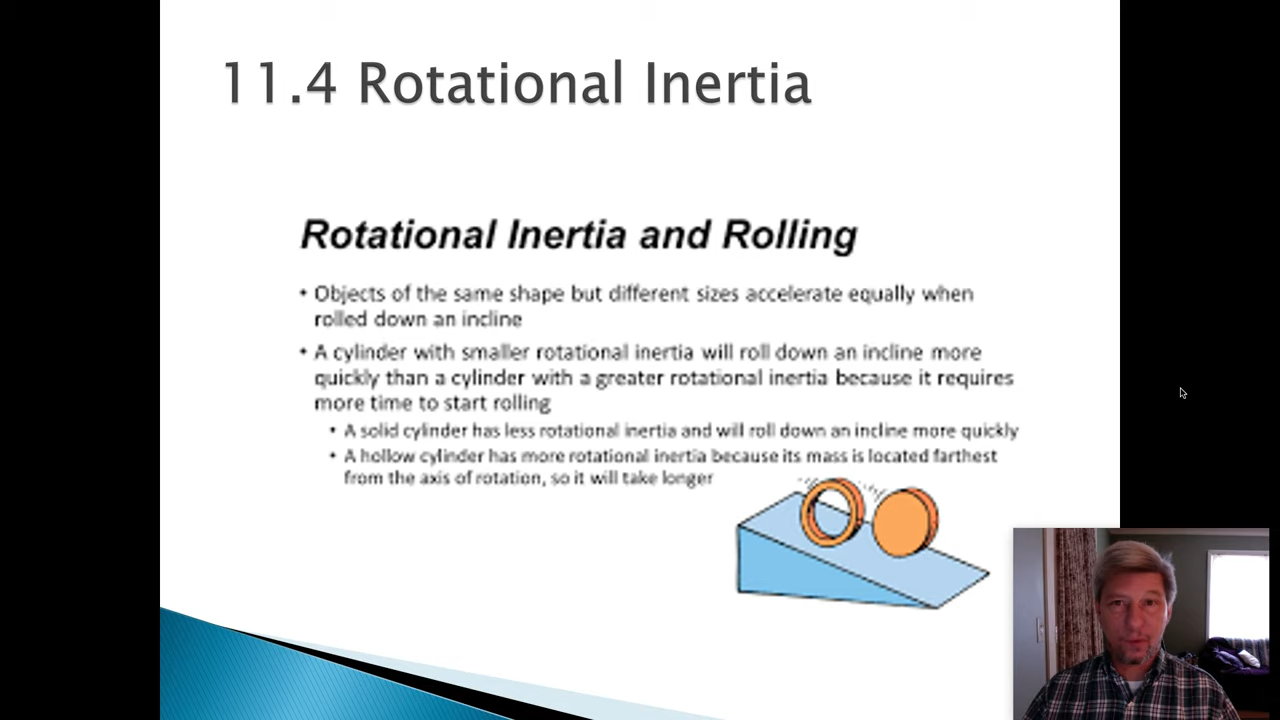 11.4 Rotational Inertia
Rotational Inertia and Rolling
• Objects of the same shape but different sizes accelerate equally when
rolled down an incline
• A cylinder with smaller rotational inertia will roll down an incline more
quickly than a cylinder with a greater rotational inertia because it requires
more time to start rolling
• A solid cylinder has less rotational inertia and will roll down an incline more quickly
• A hollow cylinder has more rotational inertia because its mass is located farthest
from the axis of rotation, so it will take longer